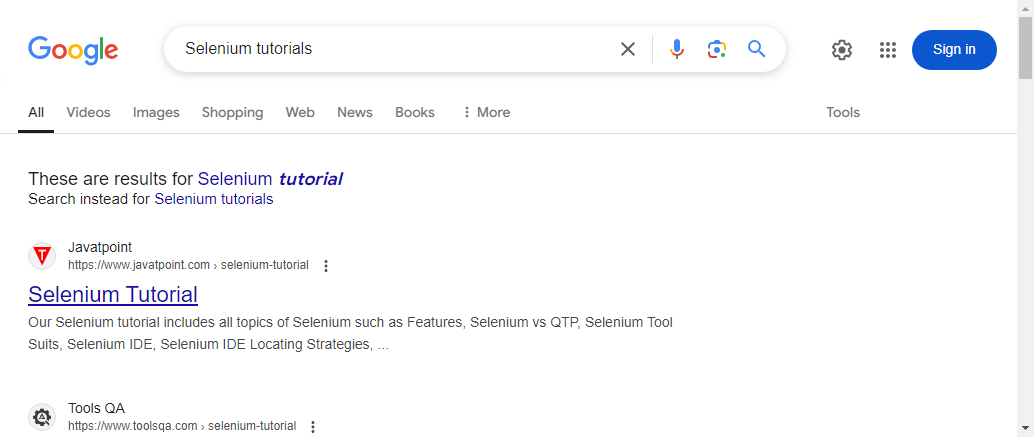 Google
Selenium tutorials
Sign in
All Videos Images Shopping Web News Books More Tools
These are results for Selenium tutorial
Search instead for Selenium tutorials
Javatpoint
https://www.javatpoint.com › selenium-tutorial
Selenium Tutorial
Our Selenium tutorial includes all topics of Selenium such as Features, Selenium vs QTP, Selenium Tool
Suits, Selenium IDE, Selenium IDE Locating Strategies, ...
Tools QA
https://www.toolsqa.com › selenium-tutorial